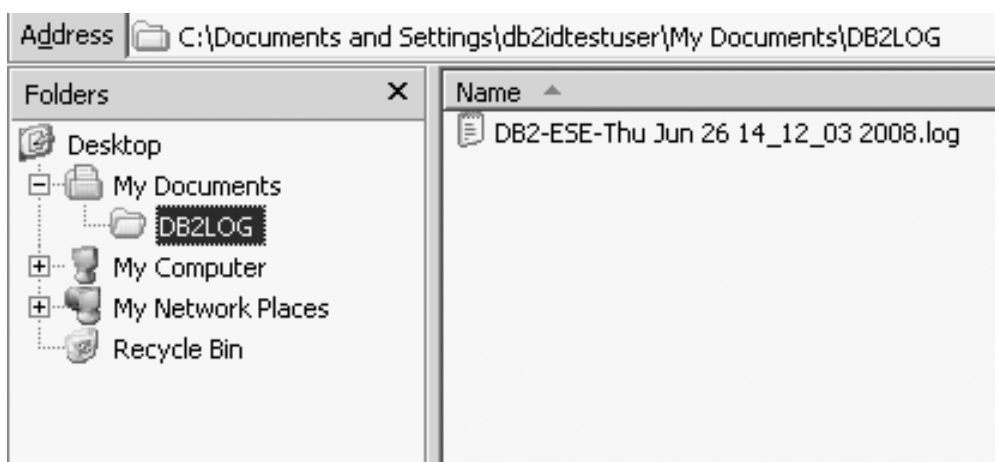 Address C:\Documents and Settings\db2idtestuser\My Documents\DB2LOG
Folders
Desktop
My Documents
DB2LOG
My Computer
My Network Places
Recycle Bin
Name
DB2-ESE-Thu Jun 26 14_12_03 2008.log